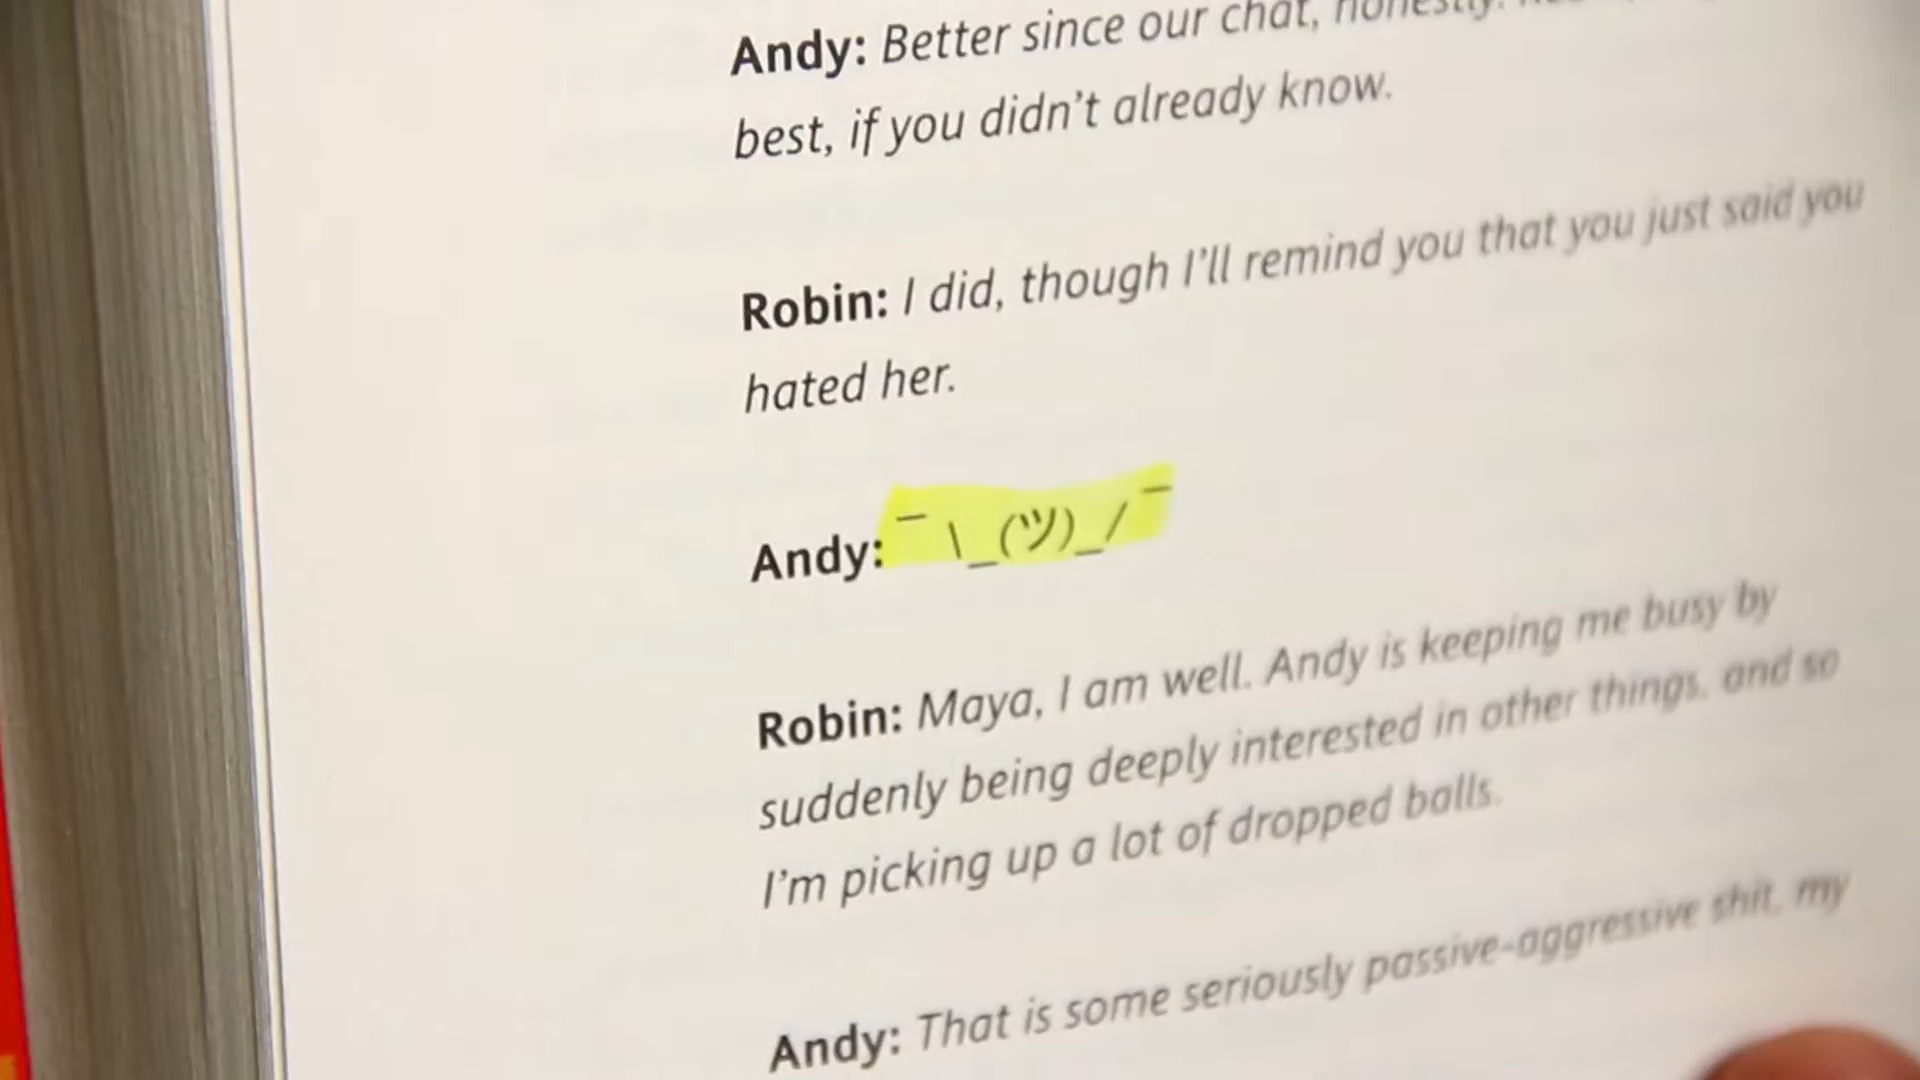 Andy: Better since our chat, honestly.
best, if you didn't already know.
Robin: I did, though I'll remind you that you just said you
hated her.
Andy: ¯\_(ツ)_/¯
Robin: Maya, I am well. Andy is keeping me busy by
suddenly being deeply interested in other things, and so
I'm picking up a lot of dropped balls.
Andy: That is some seriously passive-aggressive shit, my